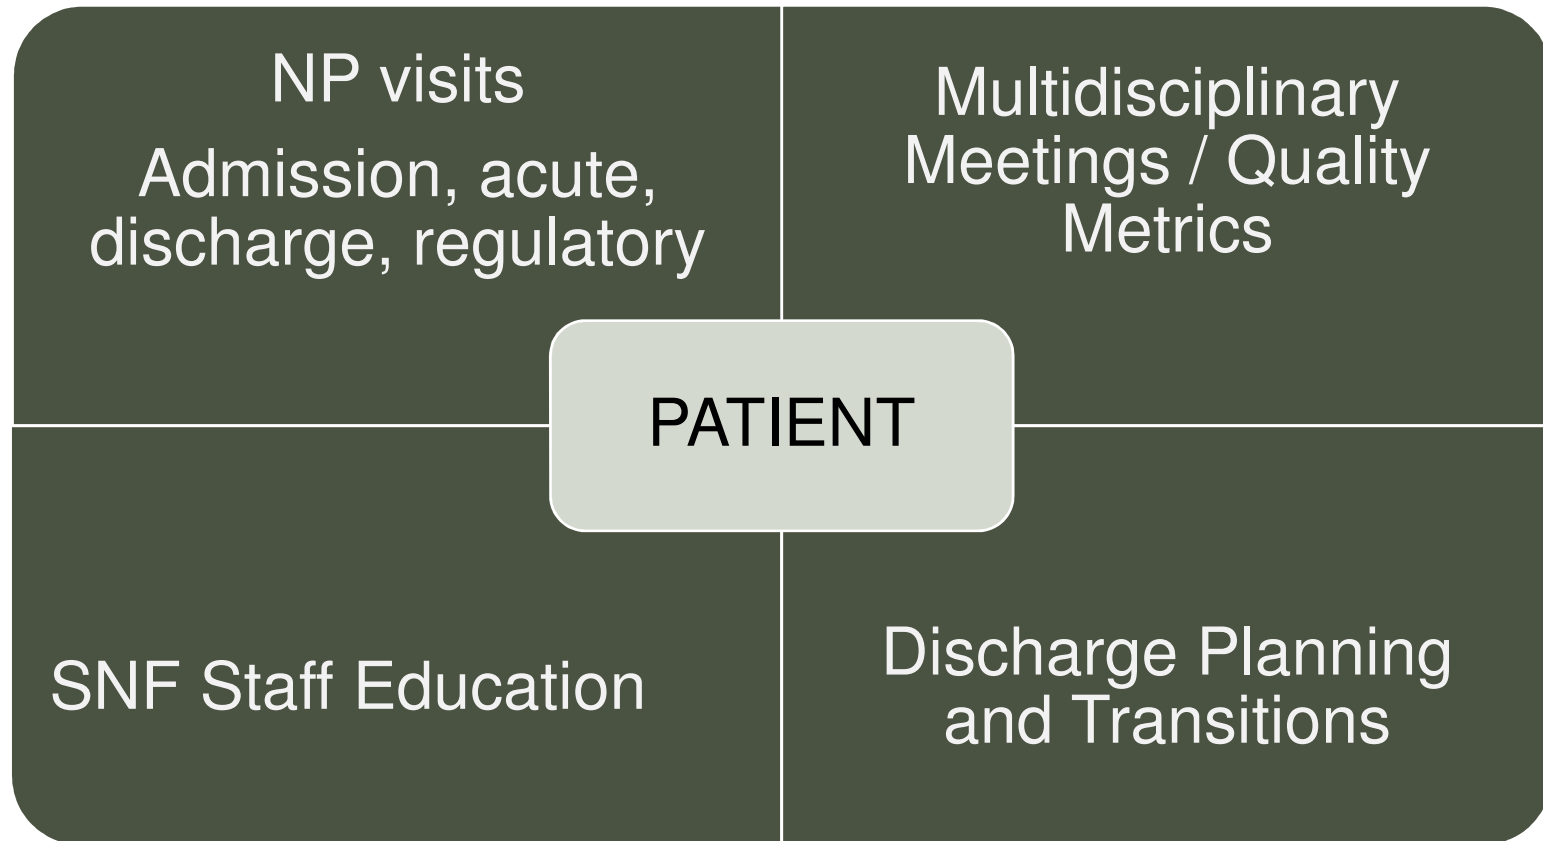 NP visits
Admission, acute,
discharge, regulatory
Multidisciplinary
Meetings / Quality
Metrics
PATIENT
SNF Staff Education
Discharge Planning
and Transitions